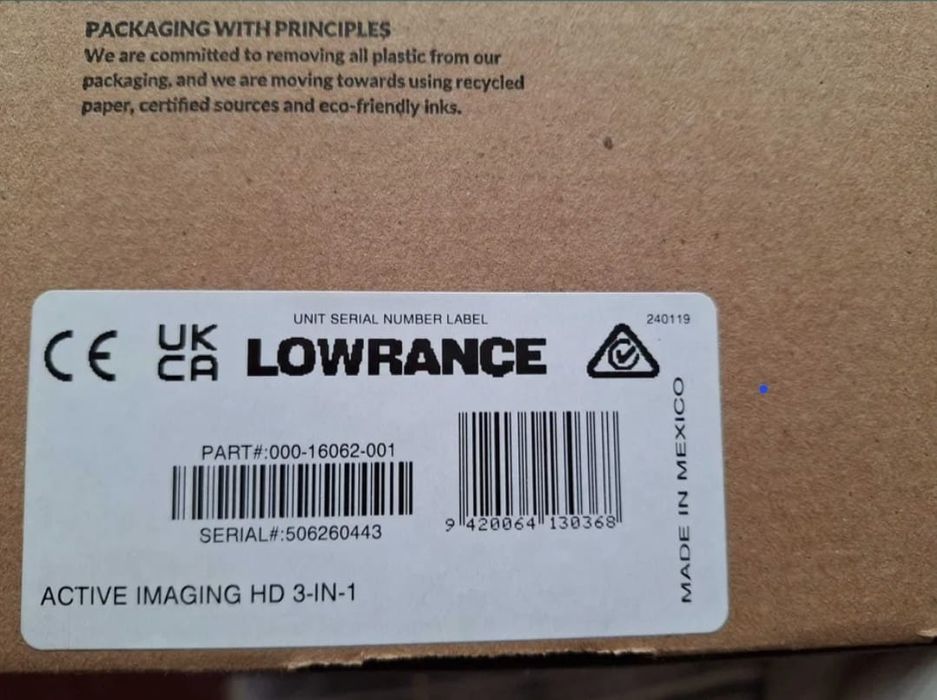 PACKAGING WITH PRINCIPLES
We are committed to removing all plastic from our
packaging, and we are moving towards using recycled
paper, certified sources and eco-friendly inks.
UNIT SERIAL NUMBER LABEL
240119
CE
UK
CA
LOWRANCE
MADE IN MEXICO
PART#:000-16062-001
SERIAL#:506260443
9 420064 130368
ACTIVE IMAGING HD 3-IN-1